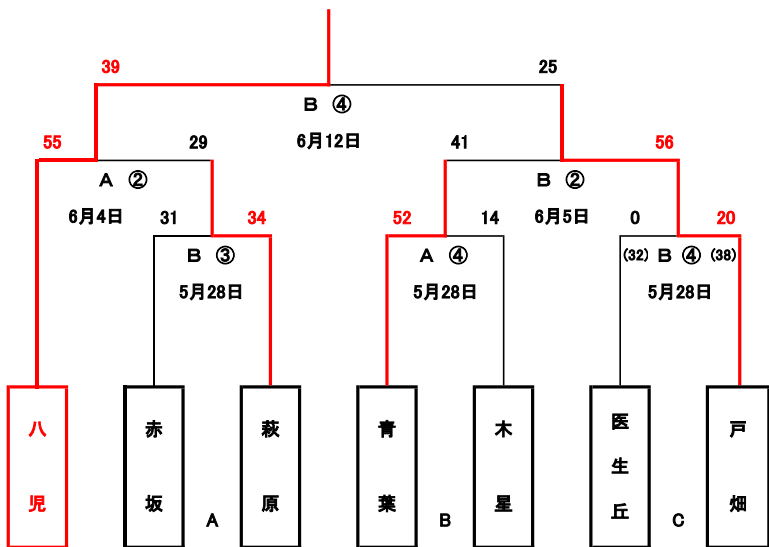 39
25
B ④
6月12日
55
29
41
56
A ②
B ②
6月4日
31
34
52
14
6月5日
0
20
B ③
A ④
(32) B ④ (38)
5月28日
5月28日
5月28日
八児
赤坂
萩原
青葉
木星
医生丘
戸畑
A
B
C